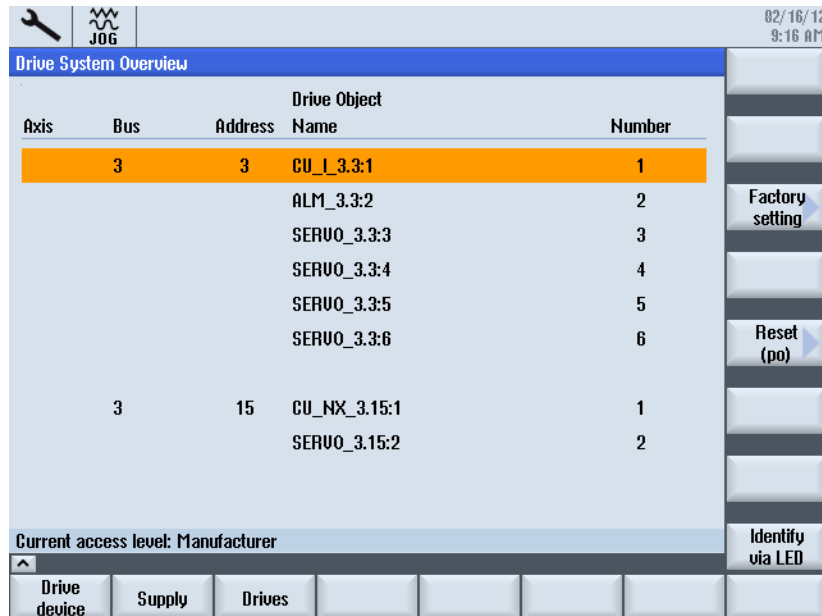 JOG
02/16/12
9:16 AM
Drive System Overview
Drive Object
Axis Bus Address Name Number
3 3 CU_I_3.3:1 1
ALM_3.3:2 2
SERVO_3.3:3 3
SERVO_3.3:4 4
SERVO_3.3:5 5
SERVO_3.3:6 6
3 15 CU_NX_3.15:1 1
SERVO_3.15:2 2
Current access level: Manufacturer
Factory
setting
Reset
(po)
Identify
via LED
Drive
device
Supply
Drives